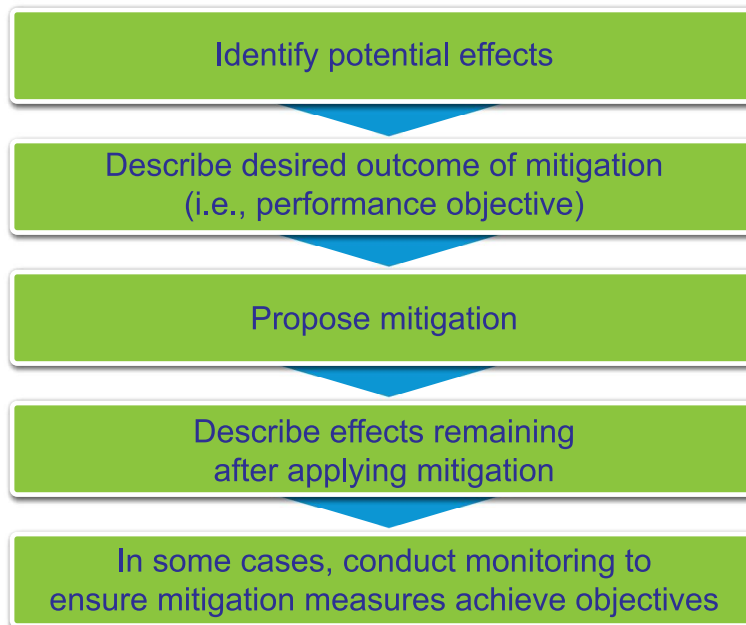 Identify potential effects
Describe desired outcome of mitigation
(i.e., performance objective)
Propose mitigation
Describe effects remaining
after applying mitigation
In some cases, conduct monitoring to
ensure mitigation measures achieve objectives